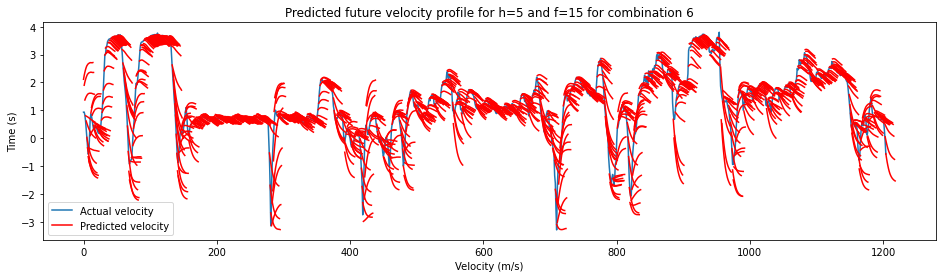 Predicted future velocity profile for h=5 and f=15 for combination 6
Time (s)
4
3
2
1
0
−1
−2
−3
Actual velocity
Predicted velocity
0 200 400 600 800 1000 1200
Velocity (m/s)